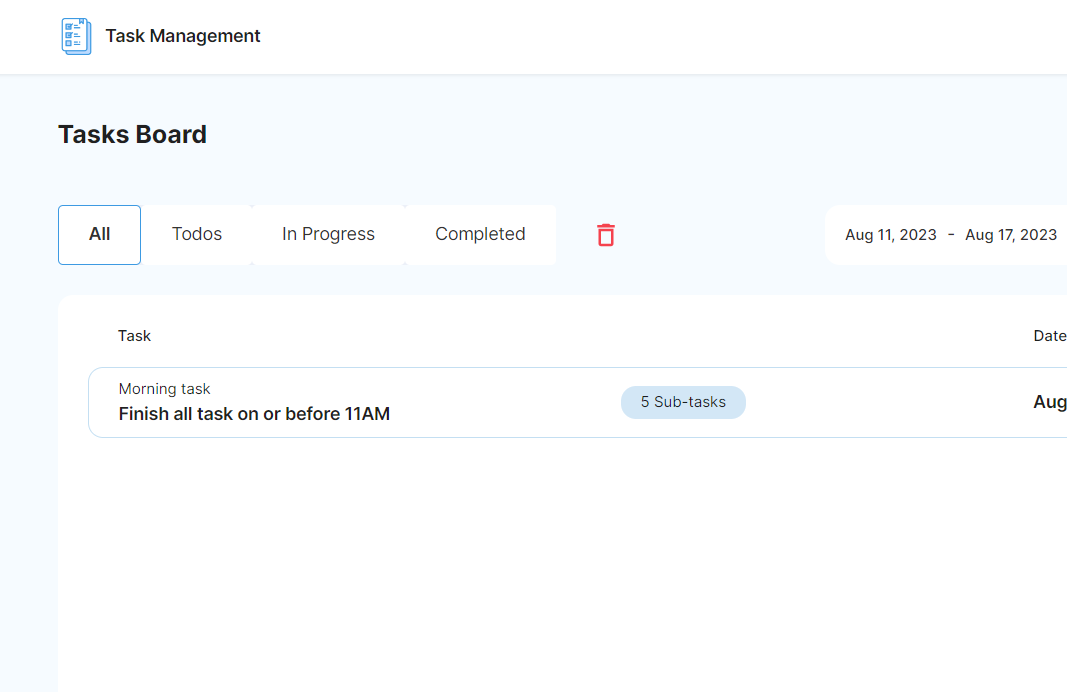 Task Management
Tasks Board
All Todos In Progress Completed Aug 11, 2023 - Aug 17, 2023
Task Date
Morning task
Finish all task on or before 11AM
5 Sub-tasks
Aug